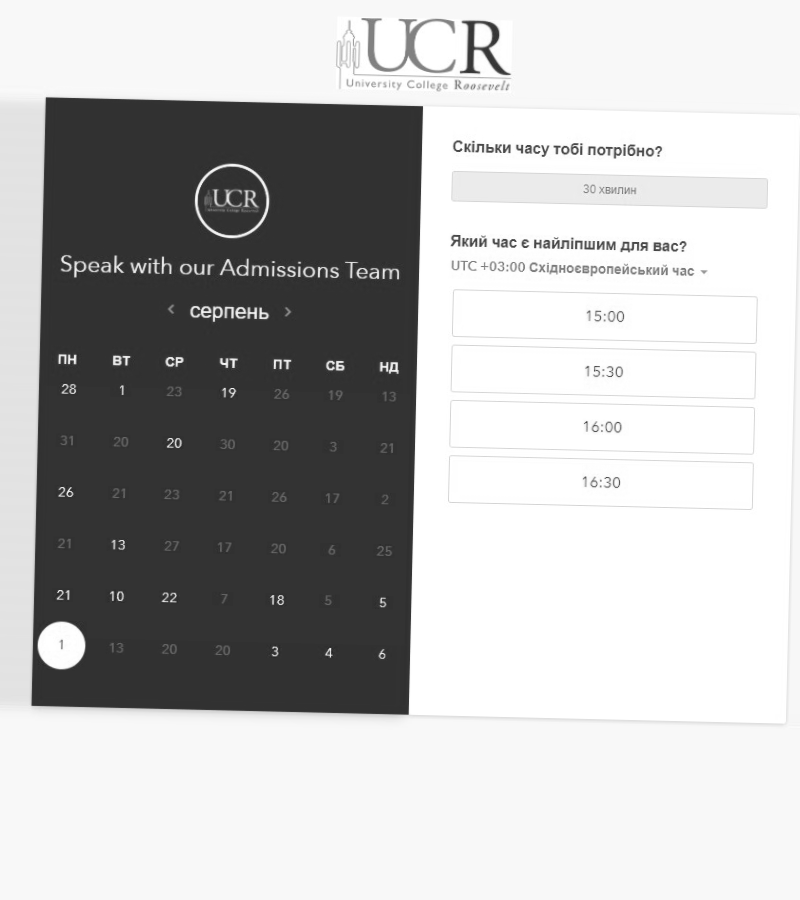 UCR
University College Roosevelt
UCR
University College Roosevelt
Speak with our Admissions Team
серпень
ПН ВТ СР ЧТ ПТ СБ НД
28 1 23 19 26 19 13
31 20 20 30 20 3 21
26 21 23 21 26 17 2
21 13 27 17 20 6 25
21 10 22 7 18 5 5
1 13 20 20 3 4 6
Скільки часу тобі потрібно?
30 хвилин
Який час є найліпшим для вас?
UTC +03:00 Східноєвропейський час
15:00
15:30
16:00
16:30